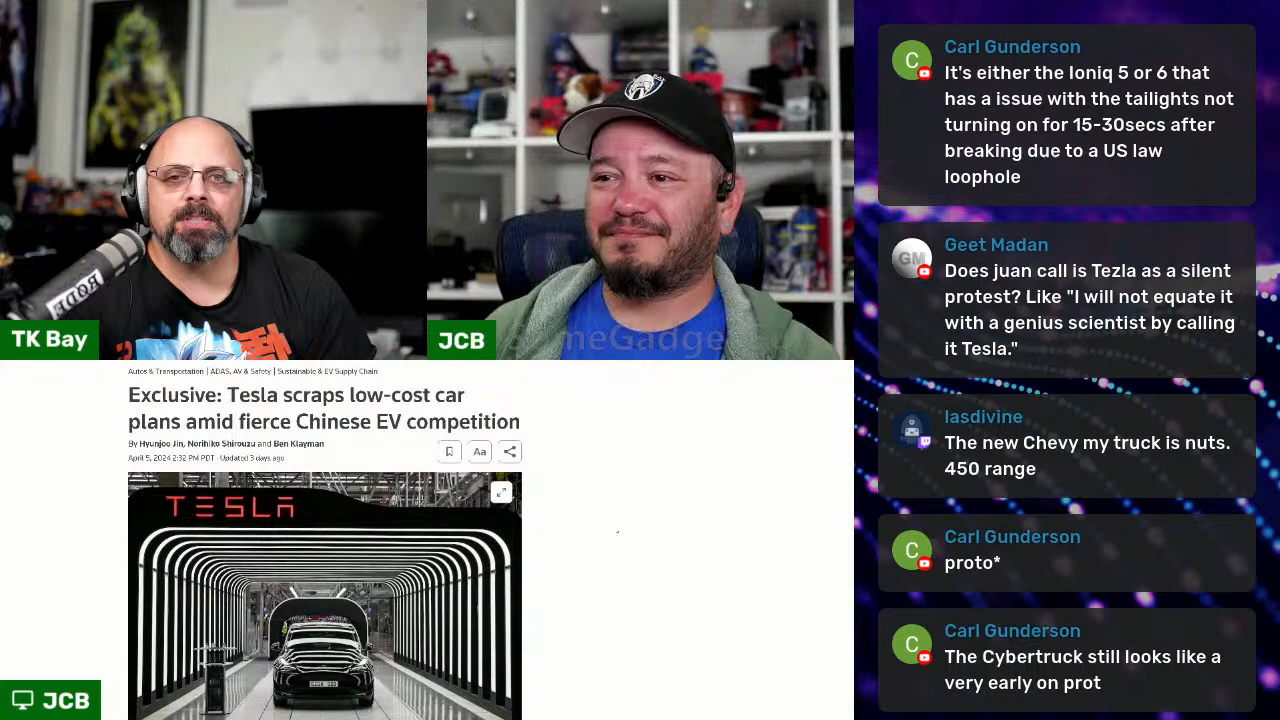 RODE
TK Bay
JCB
SomeGadgetGuy
Autos & Transportation | ADAS, AV & Safety | Sustainable & EV Supply Chain
Exclusive: Tesla scraps low-cost car
plans amid fierce Chinese EV competition
By Hyunjoo Jin, Norihiko Shirouzu and Ben Klayman
April 5, 2024 2:32 PM PDT · Updated 3 days ago
Aa
TESLA
JCB
Carl Gunderson
It's either the Ioniq 5 or 6 that
has a issue with the tailights not
turning on for 15-30secs after
breaking due to a US law
loophole
Geet Madan
Does juan call is Tezla as a silent
protest? Like "I will not equate it
with a genius scientist by calling
it Tesla."
lasdivine
The new Chevy my truck is nuts.
450 range
Carl Gunderson
proto*
Carl Gunderson
The Cybertruck still looks like a
very early on prot